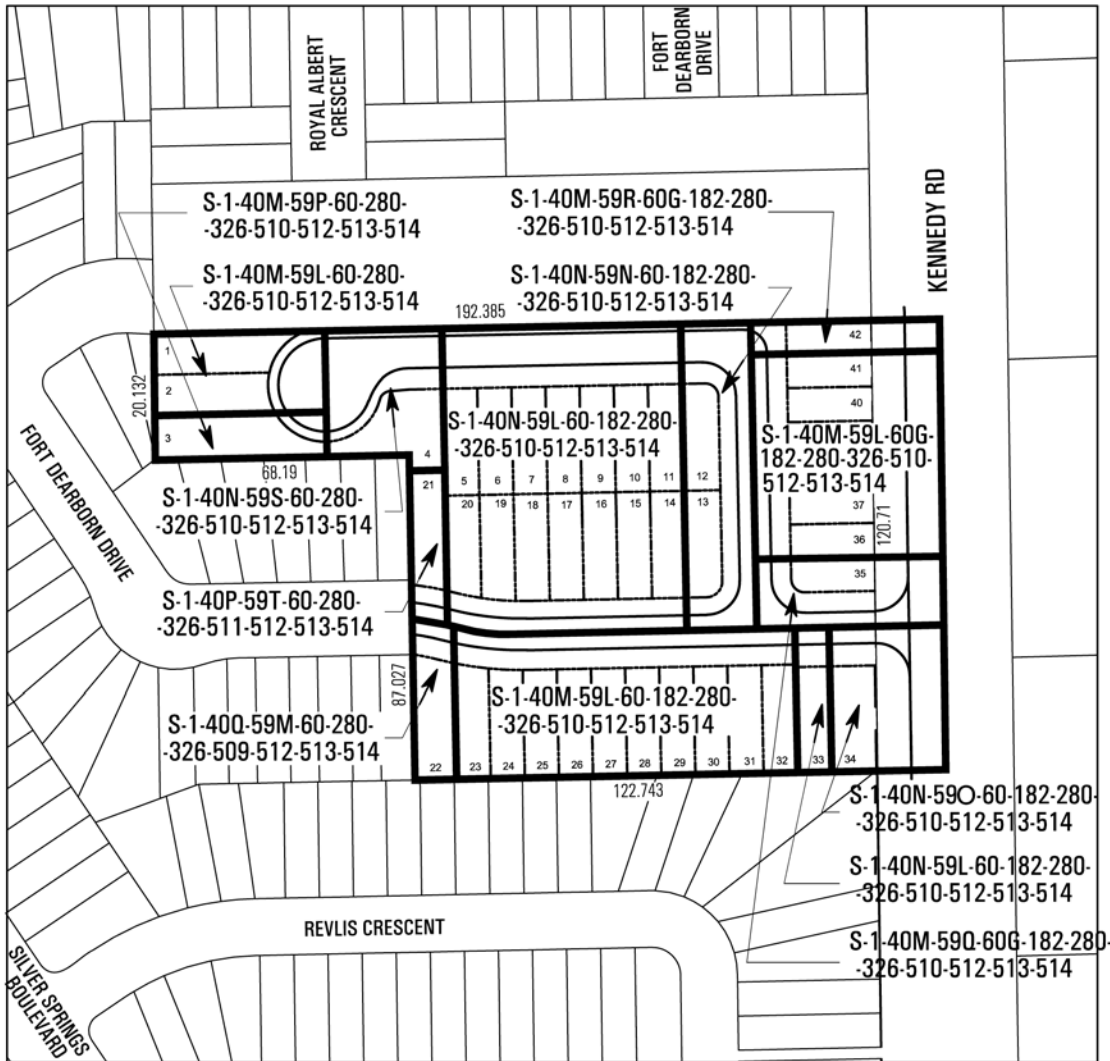 ROYAL ALBERT
CRESCENT
FORT
DEARBORN
DRIVE
KENNEDY RD
S-1-40M-59P-60-280-
-326-510-512-513-514
S-1-40M-59R-60G-182-280-
-326-510-512-513-514
S-1-40M-59L-60-280-
-326-510-512-513-514
S-1-40N-59N-60-182-280-
-326-510-512-513-514
192.385
20.132
1
2
3
68.19
42
41
40
S-1-40N-59L-60-182-280-
-326-510-512-513-514
S-1-40M-59L-60G-
182-280-326-510-
512-513-514
4
21
5
6
7
8
9
10
11
12
20
19
18
17
16
15
14
13
37
36
35
120.71
S-1-40N-59S-60-280-
-326-510-512-513-514
FORT DEARBORN DRIVE
S-1-40P-59T-60-280-
-326-511-512-513-514
87.027
S-1-40Q-59M-60-280-
-326-509-512-513-514
S-1-40M-59L-60-182-280-
-326-510-512-513-514
22
23
24
25
26
27
28
29
30
31
32
33
34
122.743
S-1-40N-59O-60-182-280-
-326-510-512-513-514
S-1-40N-59L-60-182-280-
-326-510-512-513-514
S-1-40M-59Q-60G-182-280-
-326-510-512-513-514
REVLIS CRESCENT
SILVER SPRINGS
BOULEVARD